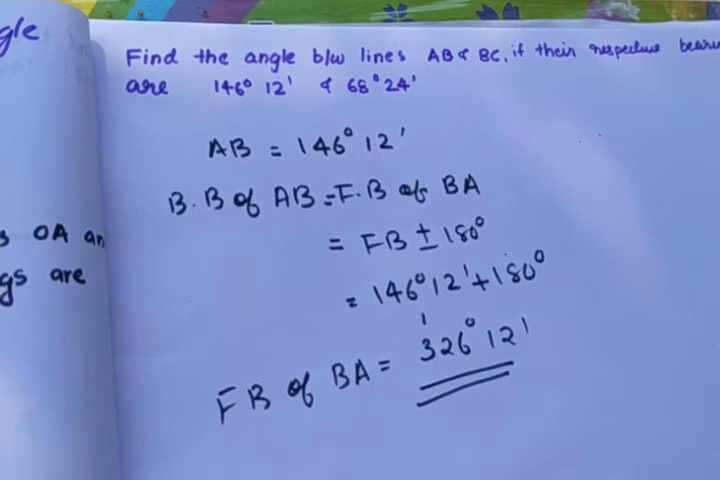 gle
Find the angle b/w lines AB & BC, if their respective
are 146° 12' & 68° 24'
AB = 146° 12'
B.B of AB = F.B of BA
= FB ± 180°
OA an
= 146° 12' + 180°
gs are
326° 12'
FB of BA =